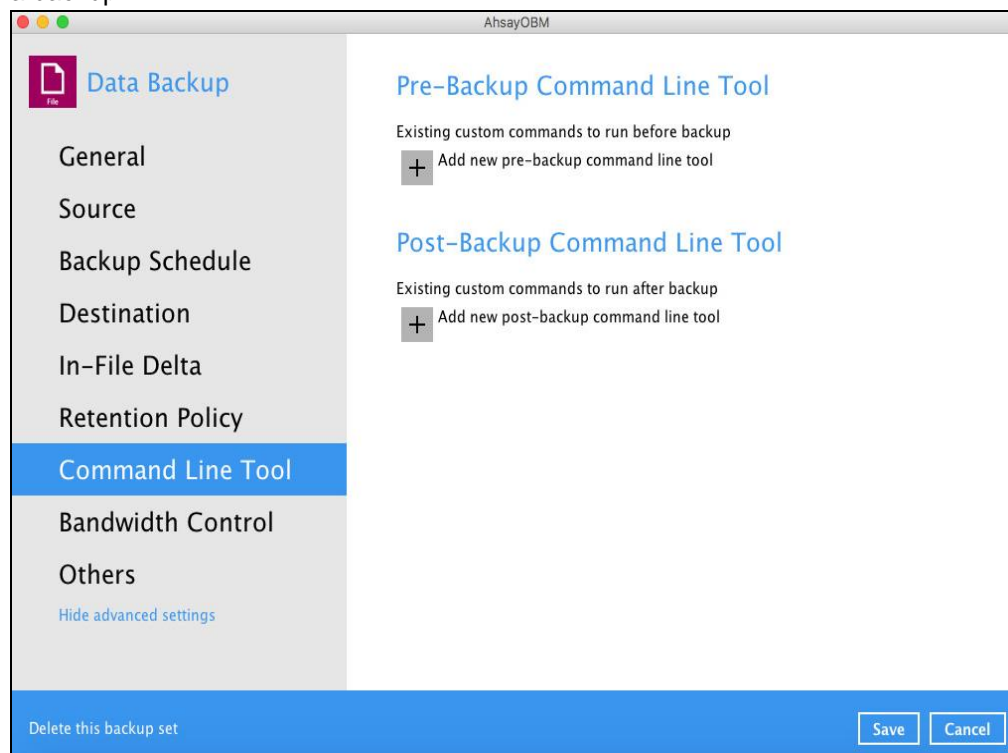 AhsayOBM
File
Data Backup
General
Source
Backup Schedule
Destination
In-File Delta
Retention Policy
Command Line Tool
Bandwidth Control
Others
Hide advanced settings
Pre-Backup Command Line Tool
Existing custom commands to run before backup
Add new pre-backup command line tool
Post-Backup Command Line Tool
Existing custom commands to run after backup
Add new post-backup command line tool
Delete this backup set
Save
Cancel